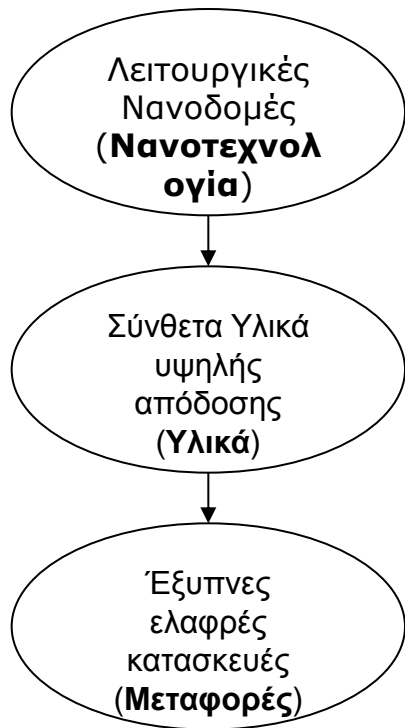 Λειτουργικές
Νανοδομές
(Νανοτεχνολ
ογία)
Σύνθετα Υλικά
υψηλής
απόδοσης
(Υλικά)
Έξυπνες
ελαφρές
κατασκευές
(Μεταφορές)